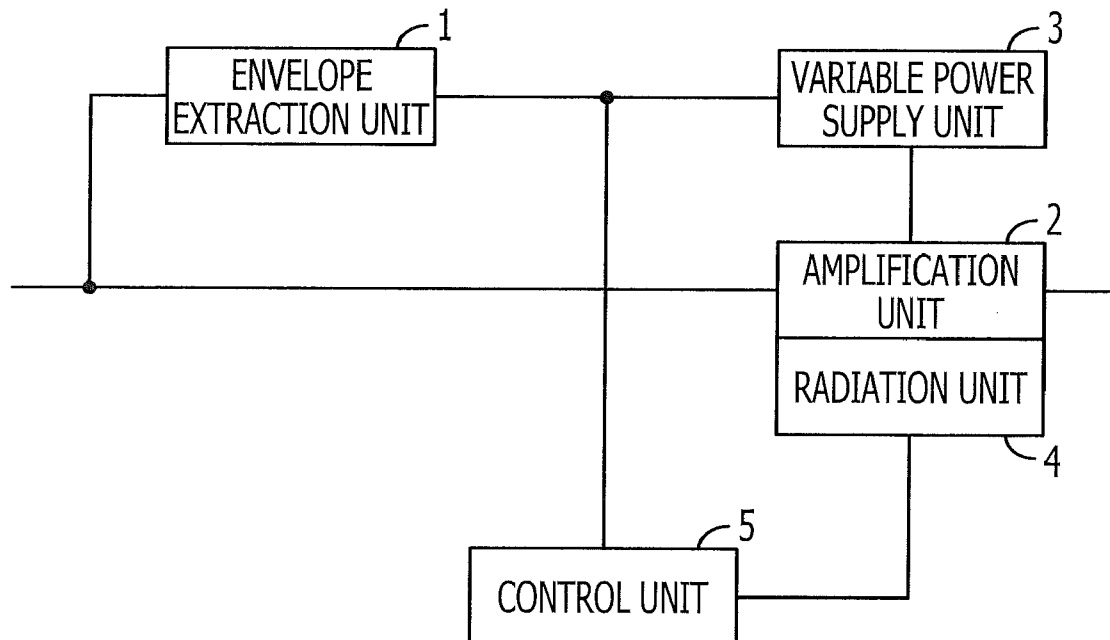 1
ENVELOPE
EXTRACTION UNIT
3
VARIABLE POWER
SUPPLY UNIT
2
AMPLIFICATION
UNIT
RADIATION UNIT
4
5
CONTROL UNIT